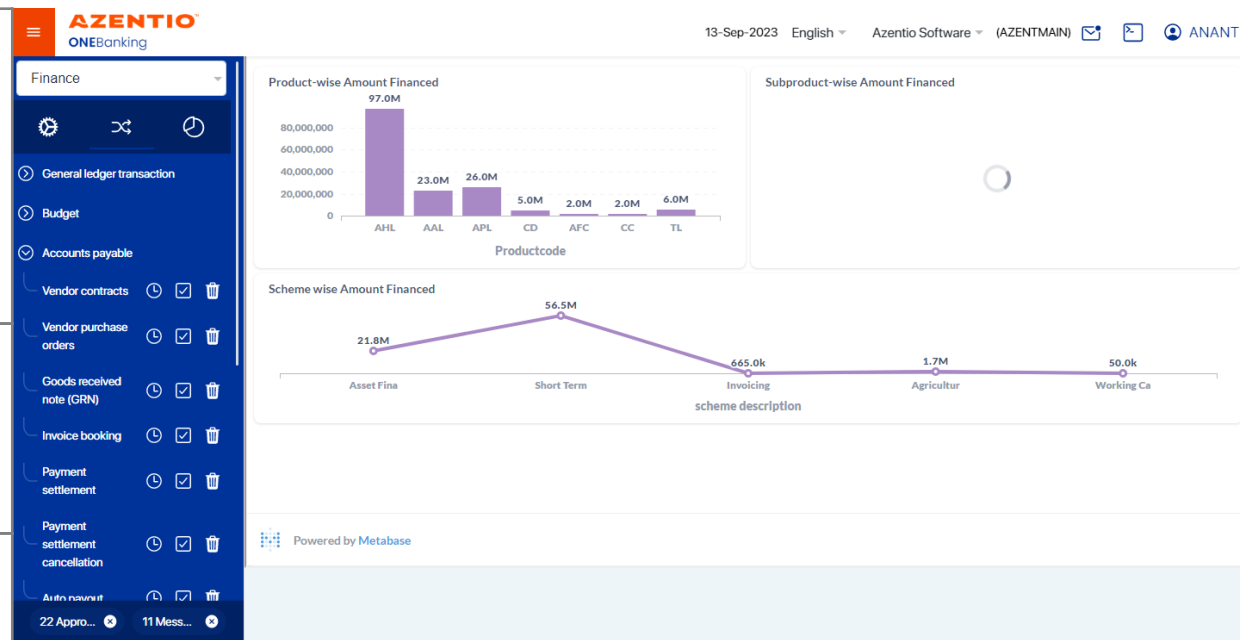 AZENTIO
ONEBanking
13-Sep-2023 English Azentio Software (AZENTMAIN) ANANT
Finance
General ledger transaction
Budget
Accounts payable
Vendor contracts
Vendor purchase
orders
Goods received
note (GRN)
Invoice booking
Payment
settlement
Payment
settlement
cancellation
Auto payout
22 Appro... 11 Mess...
Product-wise Amount Financed
97.0M
80,000,000
60,000,000
40,000,000
20,000,000
0
23.0M 26.0M 5.0M 2.0M 2.0M 6.0M
AHL AAL APL CD AFC CC TL
Productcode
Subproduct-wise Amount Financed
Scheme wise Amount Financed
21.8M 56.5M 665.0k 1.7M 50.0k
Asset Fina Short Term Invoicing Agricultur Working Ca
scheme description
Powered by Metabase